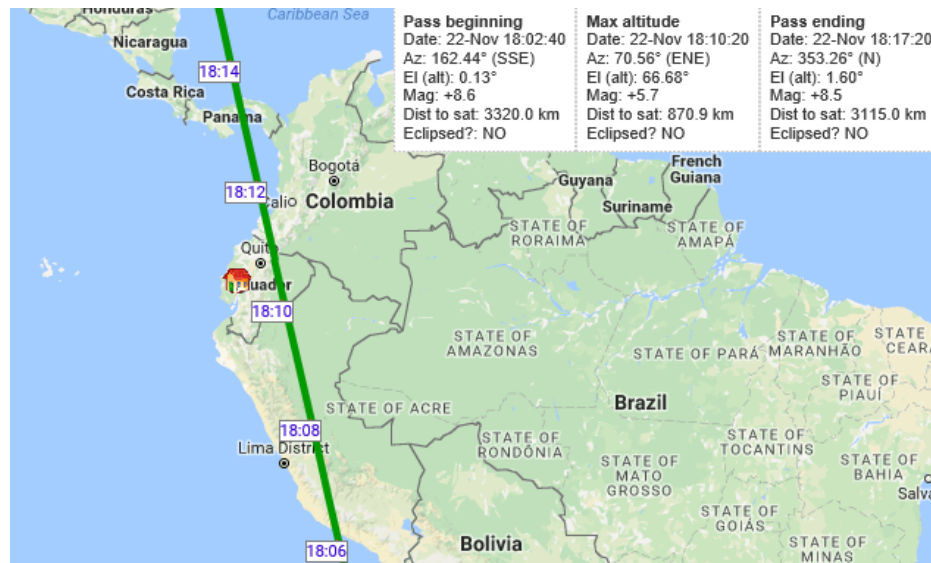 Honduras
Caribbean Sea
Nicaragua
18:14
Costa Rica
Panama
Pass beginning
Date: 22-Nov 18:02:40
Az: 162.44° (SSE)
El (alt): 0.13°
Mag: +8.6
Dist to sat: 3320.0 km
Eclipsed?: NO
Max altitude
Date: 22-Nov 18:10:20
Az: 70.56° (ENE)
El (alt): 66.68°
Mag: +5.7
Dist to sat: 870.9 km
Eclipsed? NO
Pass ending
Date: 22-Nov 18:17:20
Az: 353.26° (N)
El (alt): 1.60°
Mag: +8.5
Dist to sat: 3115.0 km
Eclipsed? NO
Bogotá
18:12
Cali
Colombia
Guyana
French
Guiana
Suriname
STATE OF
RORAIMA
STATE OF
AMAPÁ
Quito
Ecuador
18:10
STATE OF
AMAZONAS
STATE OF PARÁ
STATE OF
MARANHÃO
STATE
CEAR
STATE OF
PIAUÍ
STATE OF ACRE
Brazil
18:08
Lima District
STATE OF
RONDÔNIA
STATE OF
MATO
GROSSO
STATE OF
TOCANTINS
STATE OF
BAHIA
Salva
STATE OF
GOIÁS
18:06
Bolivia
STATE OF
MINAS